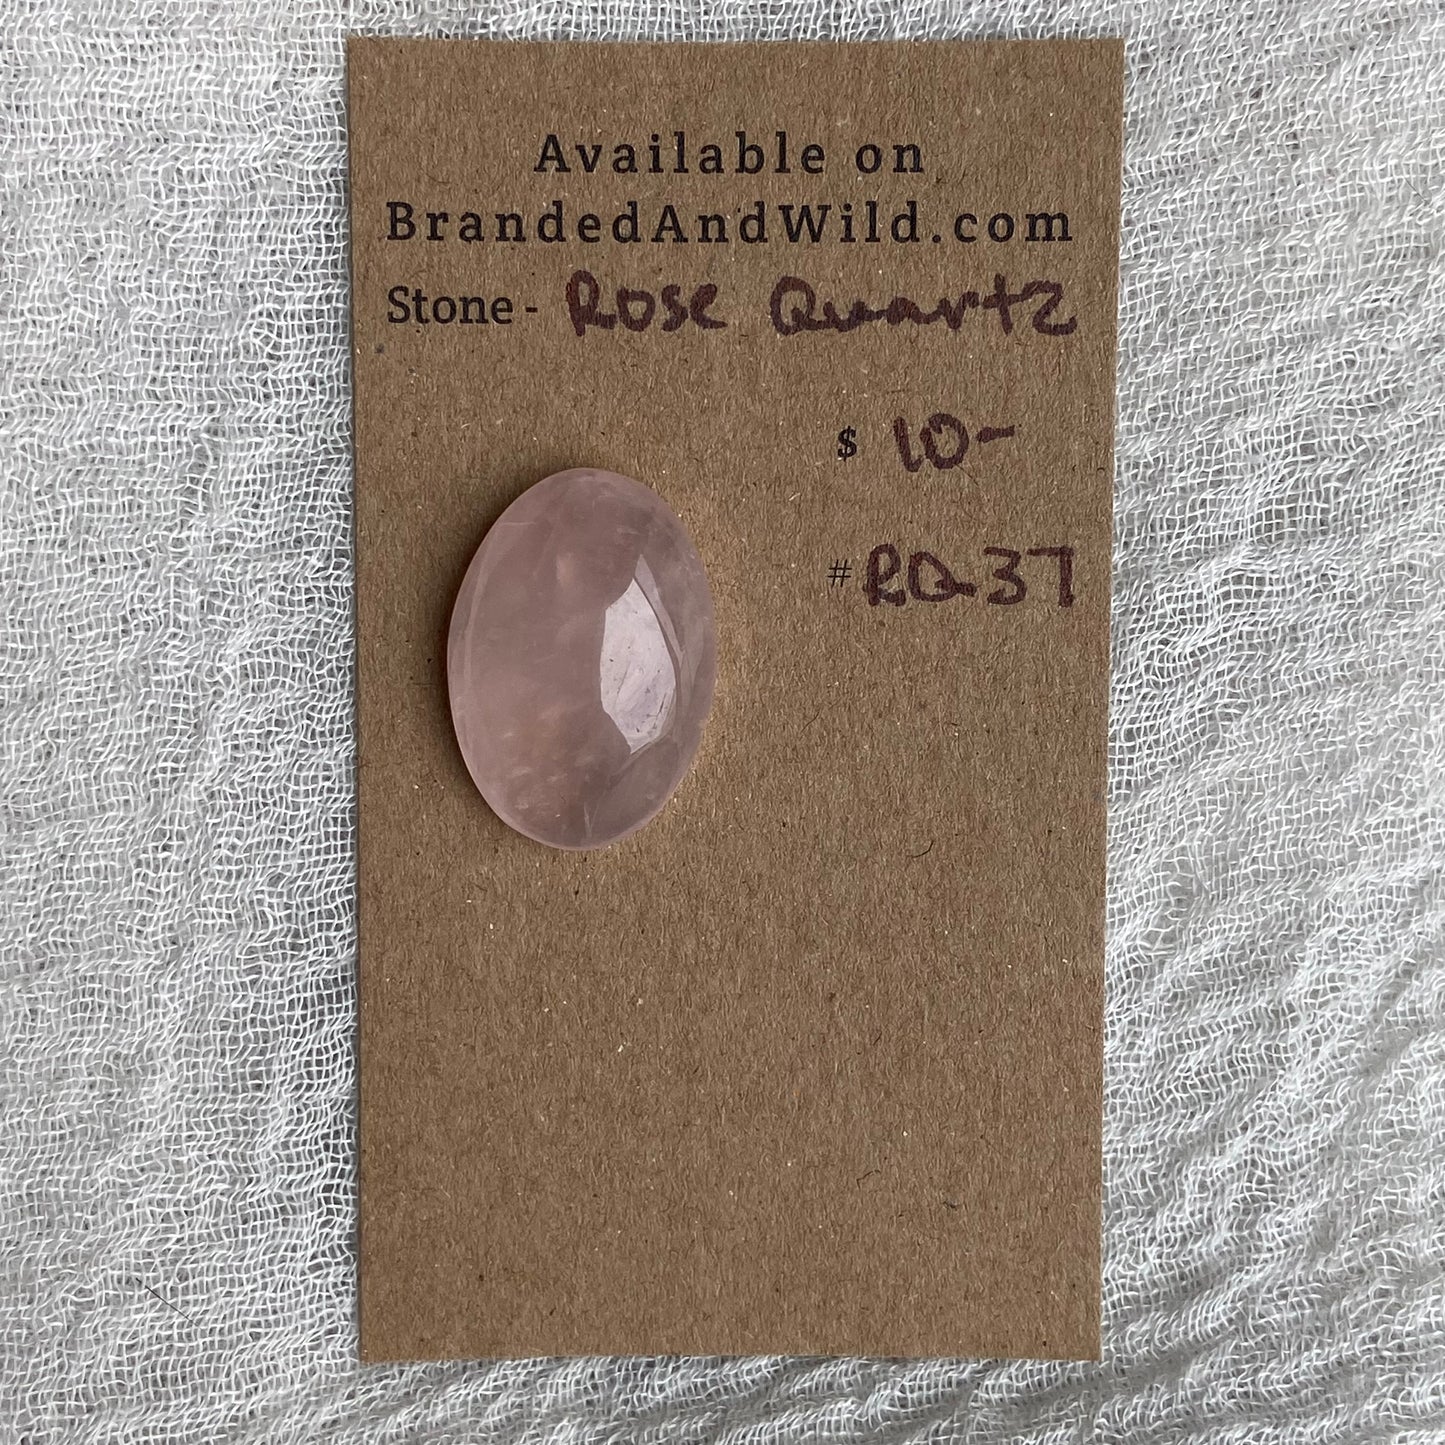 Available on
BrandedAndWild.com
Stone - Rose Quartz
$ 10-
# RQ37